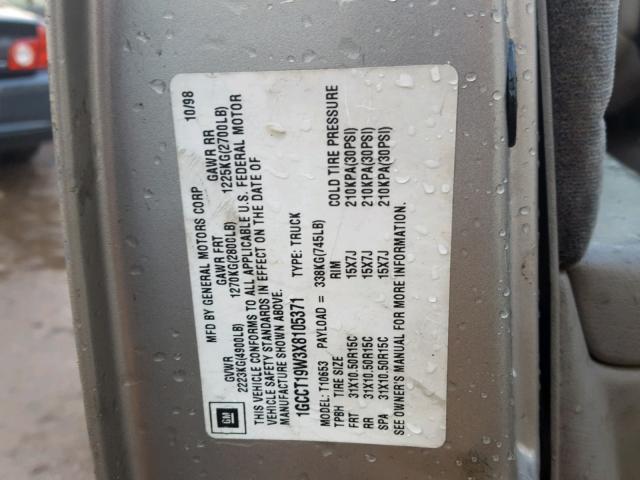 MFD BY GENERAL MOTORS CORP 10/98
GVWR GAWR FRT GAWR RR
2223KG(4900LB) 1270KG(2800LB) 1225KG(2700LB)
THIS VEHICLE CONFORMS TO ALL APPLICABLE U.S. FEDERAL MOTOR
VEHICLE SAFETY STANDARDS IN EFFECT ON THE DATE OF
MANUFACTURE SHOWN ABOVE.
1GCCT19W3X8105371 TYPE: TRUCK
MODEL: T10653 PAYLOAD = 338KG(745LB)
TPBH TIRE SIZE RIM COLD TIRE PRESSURE
FRT 31X10.50R15C 15X7J 210KPA(30PSI)
RR 31X10.50R15C 15X7J 210KPA(30PSI)
SPA 31X10.50R15C 15X7J 210KPA(30PSI)
SEE OWNER'S MANUAL FOR MORE INFORMATION.
GM